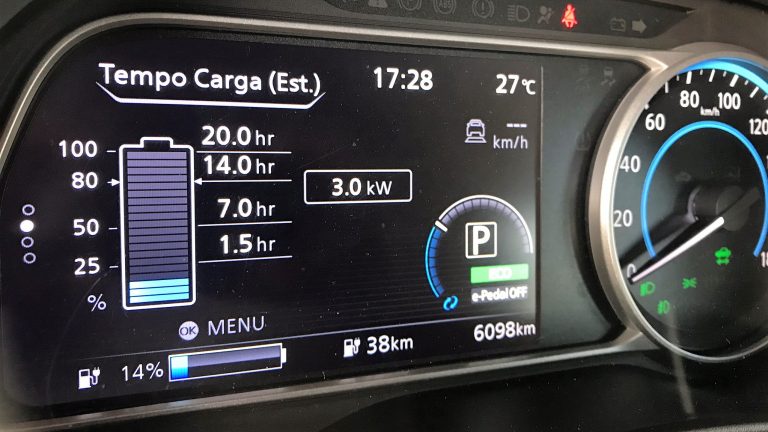 Tempo Carga (Est.) 17:28 27°C
100 20.0 hr
80 14.0 hr
3.0 kW
50 7.0 hr
25 1.5 hr
%
--- km/h
P
ECO
e-Pedal OFF
OK MENU
14% 38km 6098km
0 20 40 60 80 100 120
km/h